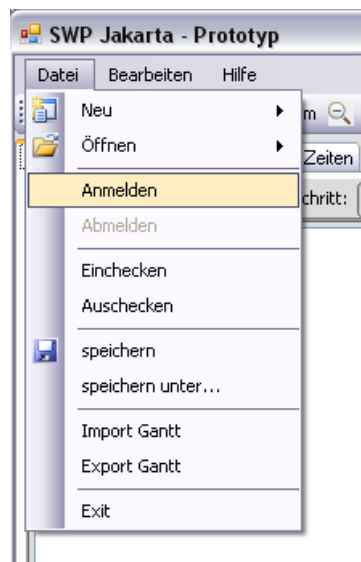 SWP Jakarta - Prototyp
Datei Bearbeiten Hilfe
Neu
m
Öffnen
Zeiten
Anmelden
chritt:
Abmelden
Einchecken
Auschecken
speichern
speichern unter...
Import Gantt
Export Gantt
Exit